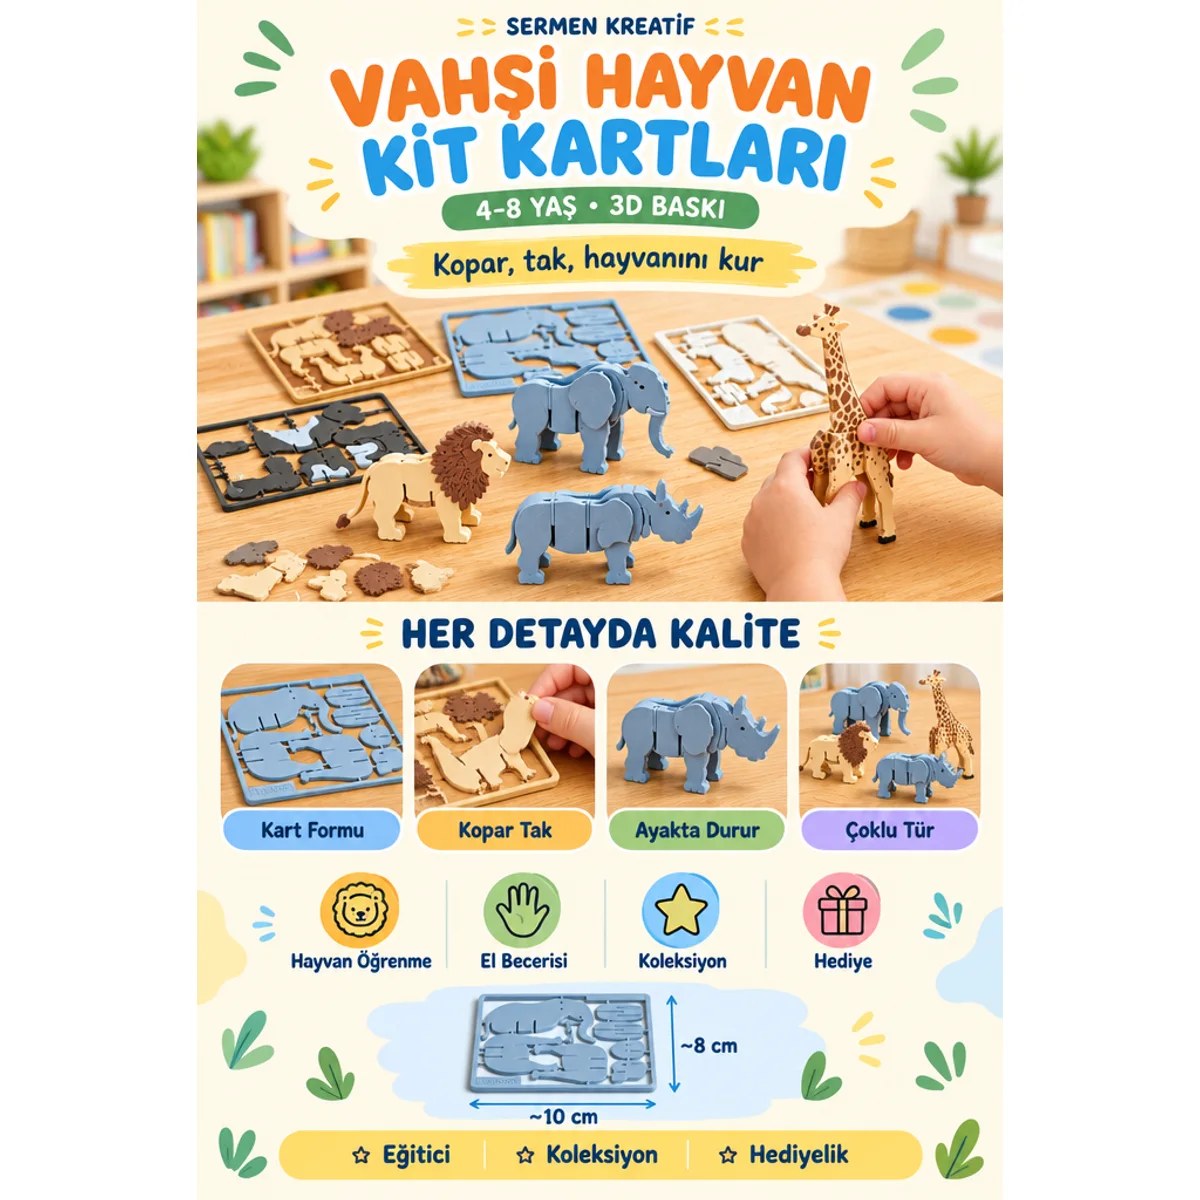 SERMEN KREATİF
VAHŞİ HAYVAN
KİT KARTLARI
4-8 YAŞ • 3D BASKI
Kopar, tak, hayvanını kur
HER DETAYDA KALİTE
Kart Formu
Kopar Tak
Ayakta Durur
Çoklu Tür
Hayvan Öğrenme
El Becerisi
Koleksiyon
Hediye
~8 cm
~10 cm
Eğitici
Koleksiyon
Hediyelik